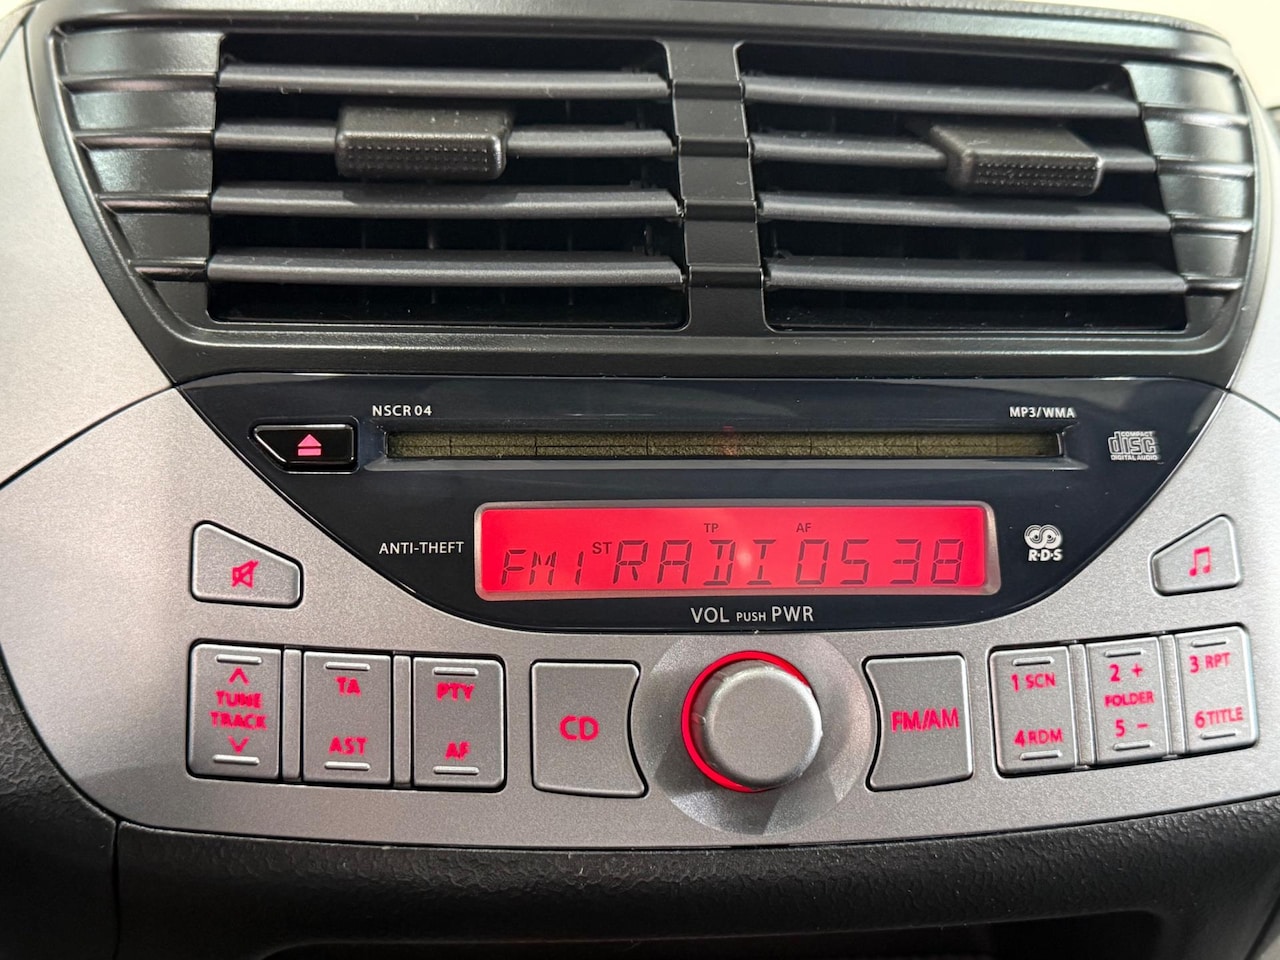 NSCR 04
MP3/WMA
COMPACT
disc
DIGITAL AUDIO
TP AF
ANTI-THEFT
FM1 ST RADIO538
R·D·S
VOL PUSH PWR
TUNE
TRACK
TA
AST
PTY
AF
CD
FM/AM
1 SCN
4 RDM
2 +
FOLDER
5 −
3 RPT
6 TITLE